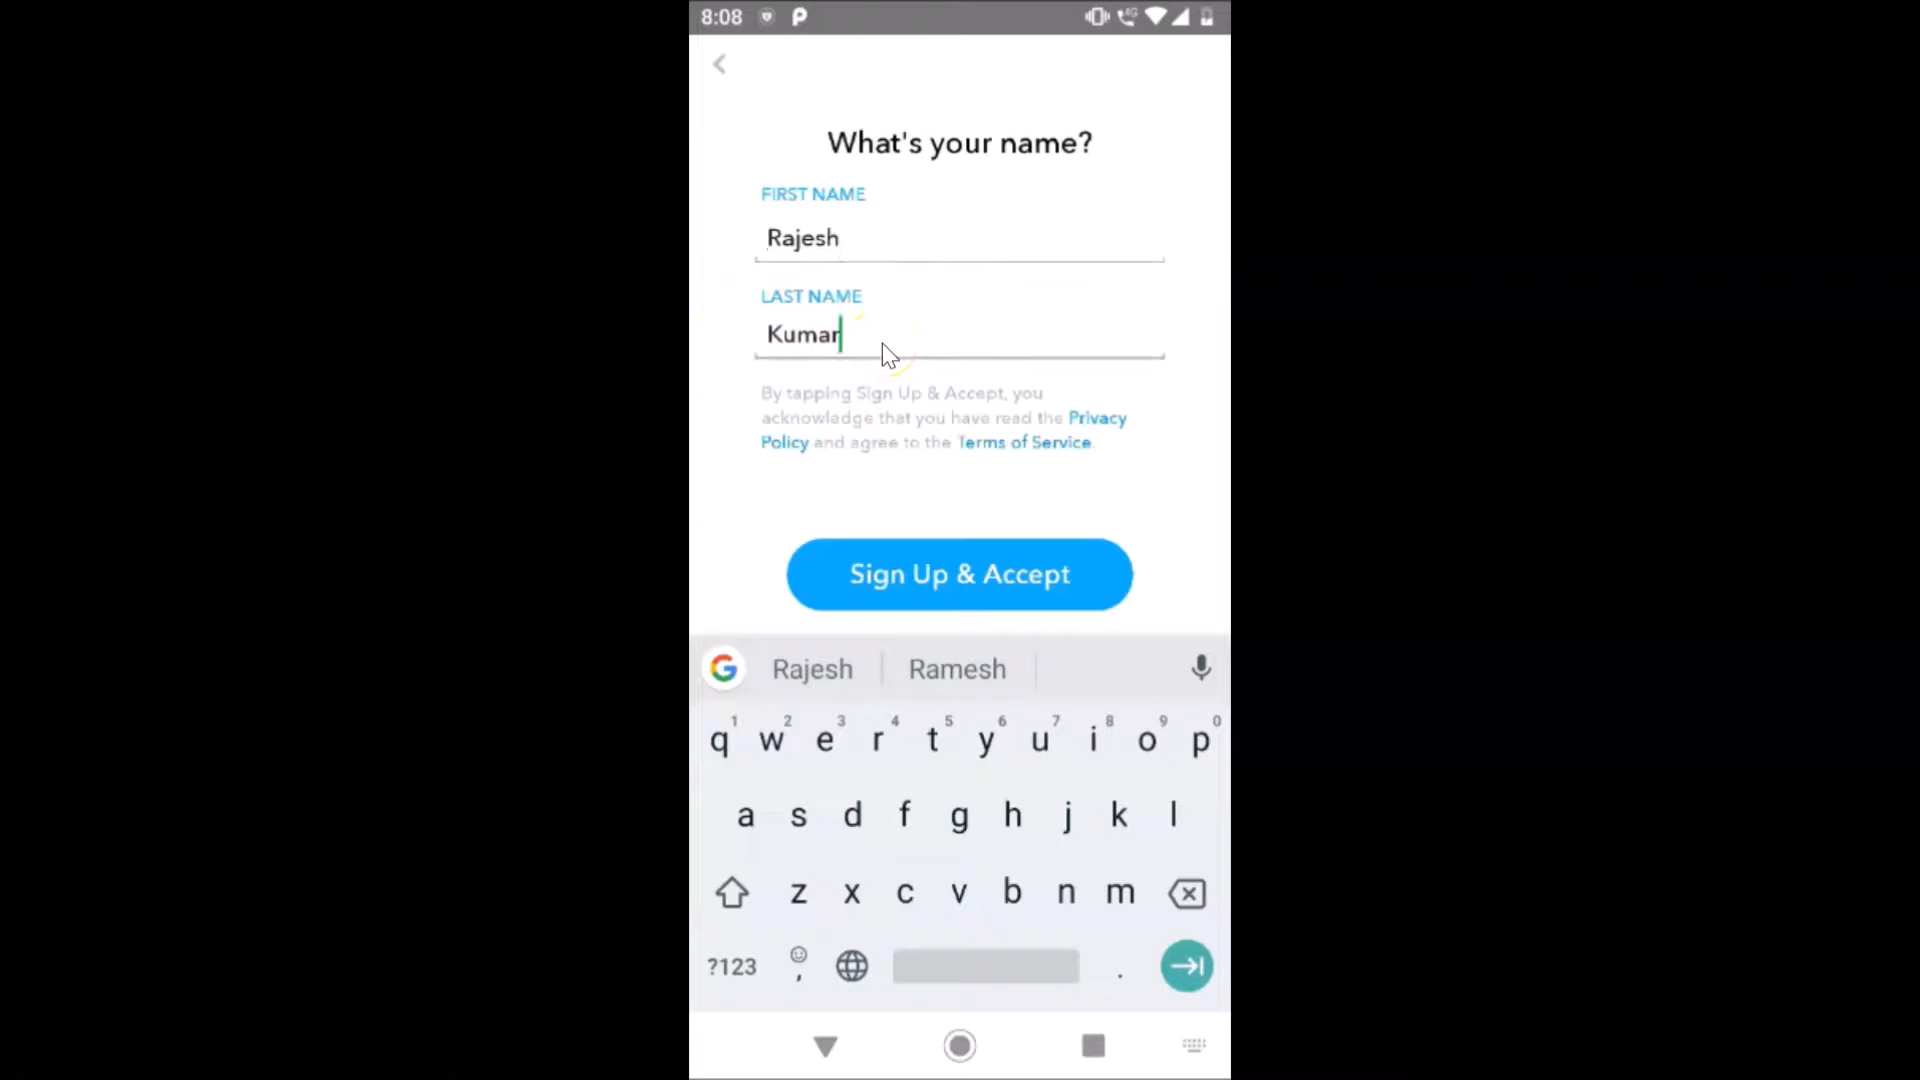 8:08
4G
What's your name?
FIRST NAME
Rajesh
LAST NAME
Kumar
By tapping Sign Up & Accept, you
acknowledge that you have read the Privacy
Policy and agree to the Terms of Service.
Sign Up & Accept
Rajesh Ramesh
1 2 3 4 5 6 7 8 9 0
q w e r t y u i o p
a s d f g h j k l
z x c v b n m
?123 , .